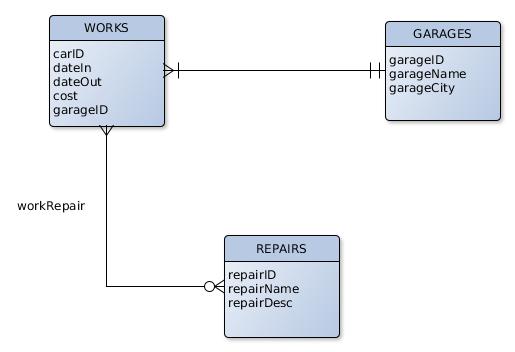 WORKS
carID
dateIn
dateOut
cost
garageID
GARAGES
garageID
garageName
garageCity
workRepair
REPAIRS
repairID
repairName
repairDesc